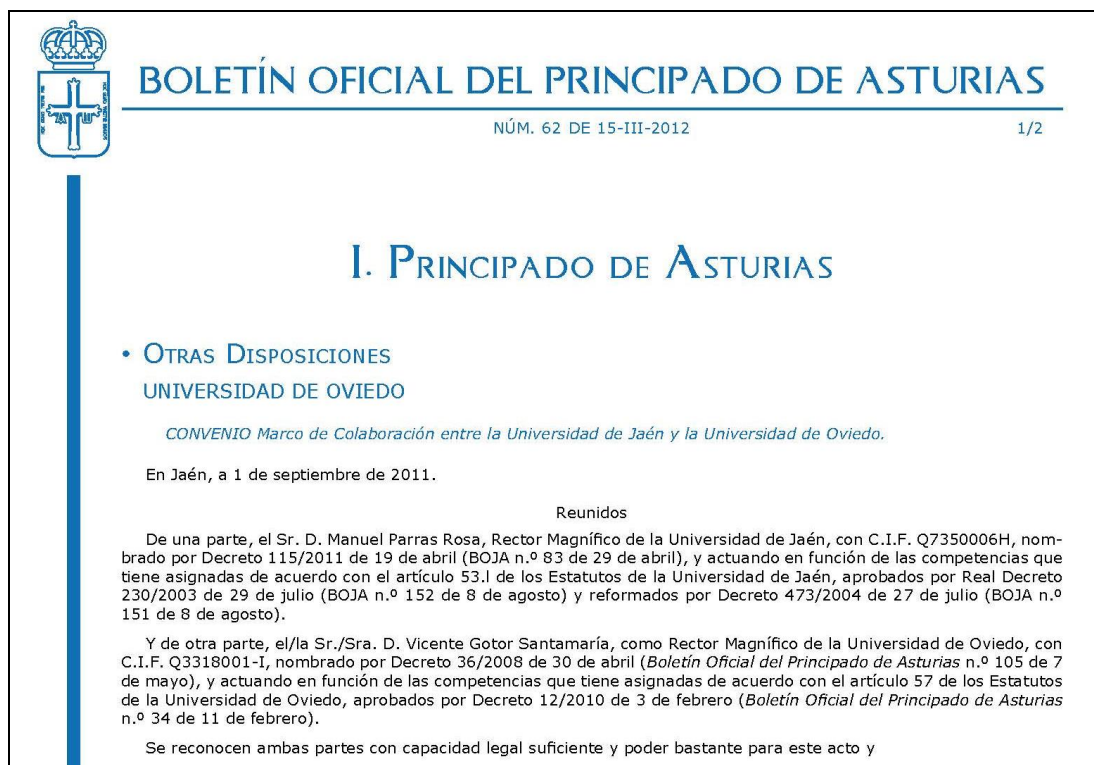 BOLETÍN OFICIAL DEL PRINCIPADO DE ASTURIAS
NÚM. 62 DE 15-III-2012 1/2
I. PRINCIPADO DE ASTURIAS
• OTRAS DISPOSICIONES
UNIVERSIDAD DE OVIEDO
CONVENIO Marco de Colaboración entre la Universidad de Jaén y la Universidad de Oviedo.
En Jaén, a 1 de septiembre de 2011.
Reunidos
De una parte, el Sr. D. Manuel Parras Rosa, Rector Magnífico de la Universidad de Jaén, con C.I.F. Q7350006H, nom-
brado por Decreto 115/2011 de 19 de abril (BOJA n.º 83 de 29 de abril), y actuando en función de las competencias que
tiene asignadas de acuerdo con el artículo 53.l de los Estatutos de la Universidad de Jaén, aprobados por Real Decreto
230/2003 de 29 de julio (BOJA n.º 152 de 8 de agosto) y reformados por Decreto 473/2004 de 27 de julio (BOJA n.º
151 de 8 de agosto).
Y de otra parte, el/la Sr./Sra. D. Vicente Gotor Santamaría, como Rector Magnífico de la Universidad de Oviedo, con
C.I.F. Q3318001-I, nombrado por Decreto 36/2008 de 30 de abril (Boletín Oficial del Principado de Asturias n.º 105 de 7
de mayo), y actuando en función de las competencias que tiene asignadas de acuerdo con el artículo 57 de los Estatutos
de la Universidad de Oviedo, aprobados por Decreto 12/2010 de 3 de febrero (Boletín Oficial del Principado de Asturias
n.º 34 de 11 de febrero).
Se reconocen ambas partes con capacidad legal suficiente y poder bastante para este acto y